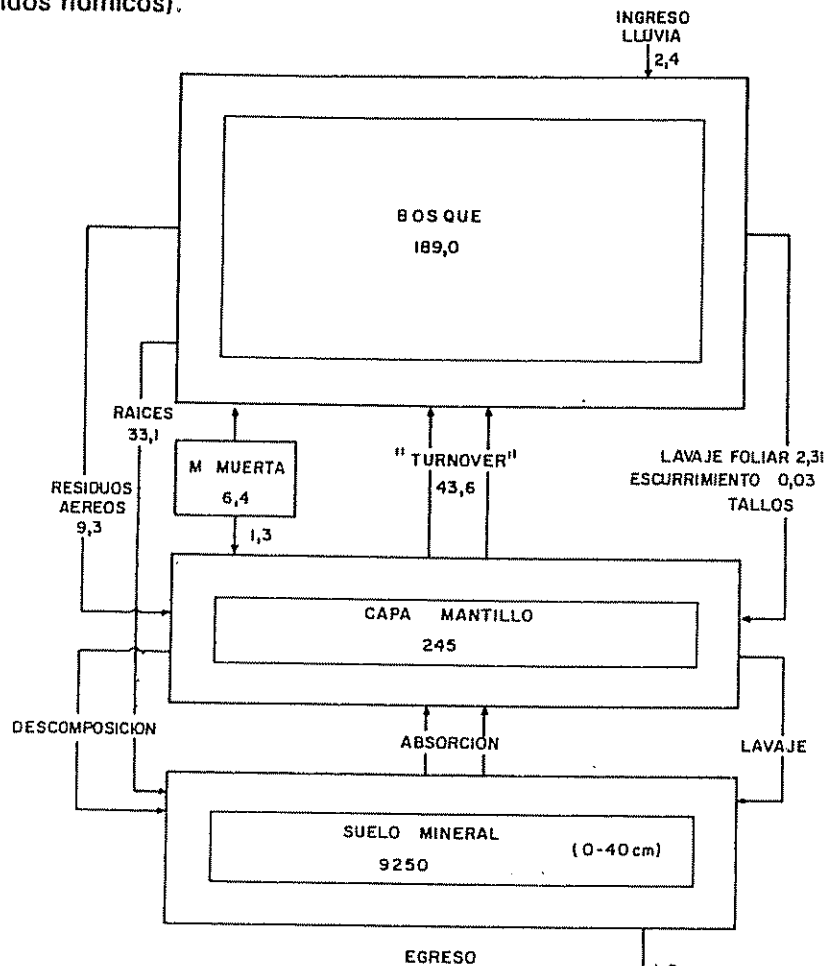 húmicos).
INGRESO
LLUVIA
2,4
BOSQUE
189,0
RAICES
33,1
M MUERTA
6,4
"TURNOVER"
43,6
LAVAJE FOLIAR 2,31
ESCURRIMIENTO 0,03
TALLOS
RESIDUOS
AEREOS
9,3
1,3
CAPA MANTILLO
245
DESCOMPOSICION
ABSORCIÓN
LAVAJE
SUELO MINERAL
(0-40cm)
9250
EGRESO